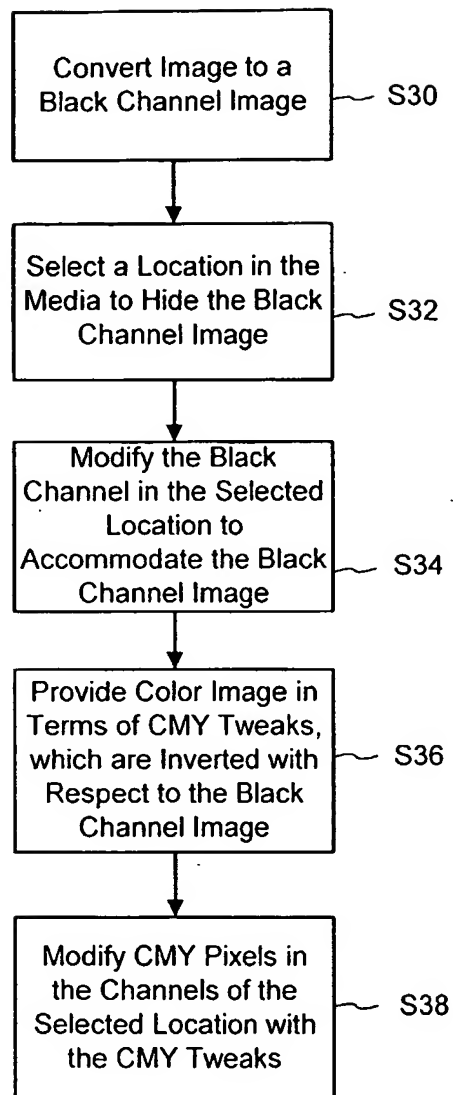 Convert Image to a
Black Channel Image
S30
Select a Location in the
Media to Hide the Black
Channel Image
S32
Modify the Black
Channel in the Selected
Location to
Accommodate the Black
Channel Image
S34
Provide Color Image in
Terms of CMY Tweaks,
which are Inverted with
Respect to the Black
Channel Image
S36
Modify CMY Pixels in
the Channels of the
Selected Location with
the CMY Tweaks
S38